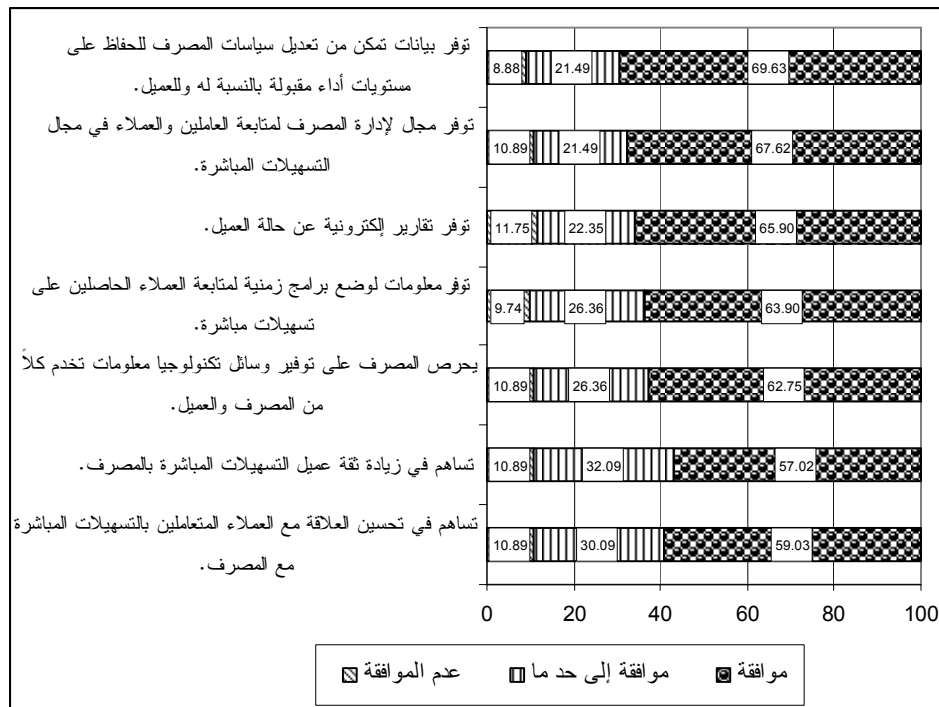 توفر بيانات تمكن من تعديل سياسات المصرف للحفاظ على
مستويات أداء مقبولة بالنسبة له وللعميل.
8.88 21.49 69.63
توفر مجال لإدارة المصرف لمتابعة العاملين والعملاء في مجال
التسهيلات المباشرة.
10.89 21.49 67.62
توفر تقارير إلكترونية عن حالة العميل.
11.75 22.35 65.90
توفر معلومات لوضع برامج زمنية لمتابعة العملاء الحاصلين على
تسهيلات مباشرة.
9.74 26.36 63.90
يحرص المصرف على توفير وسائل تكنولوجيا معلومات تخدم كلاً
من المصرف والعميل.
10.89 26.36 62.75
تساهم في زيادة ثقة عميل التسهيلات المباشرة بالمصرف.
10.89 32.09 57.02
تساهم في تحسين العلاقة مع العملاء المتعاملين بالتسهيلات المباشرة
مع المصرف.
10.89 30.09 59.03
0 20 40 60 80 100
موافقة موافقة إلى حد ما عدم الموافقة